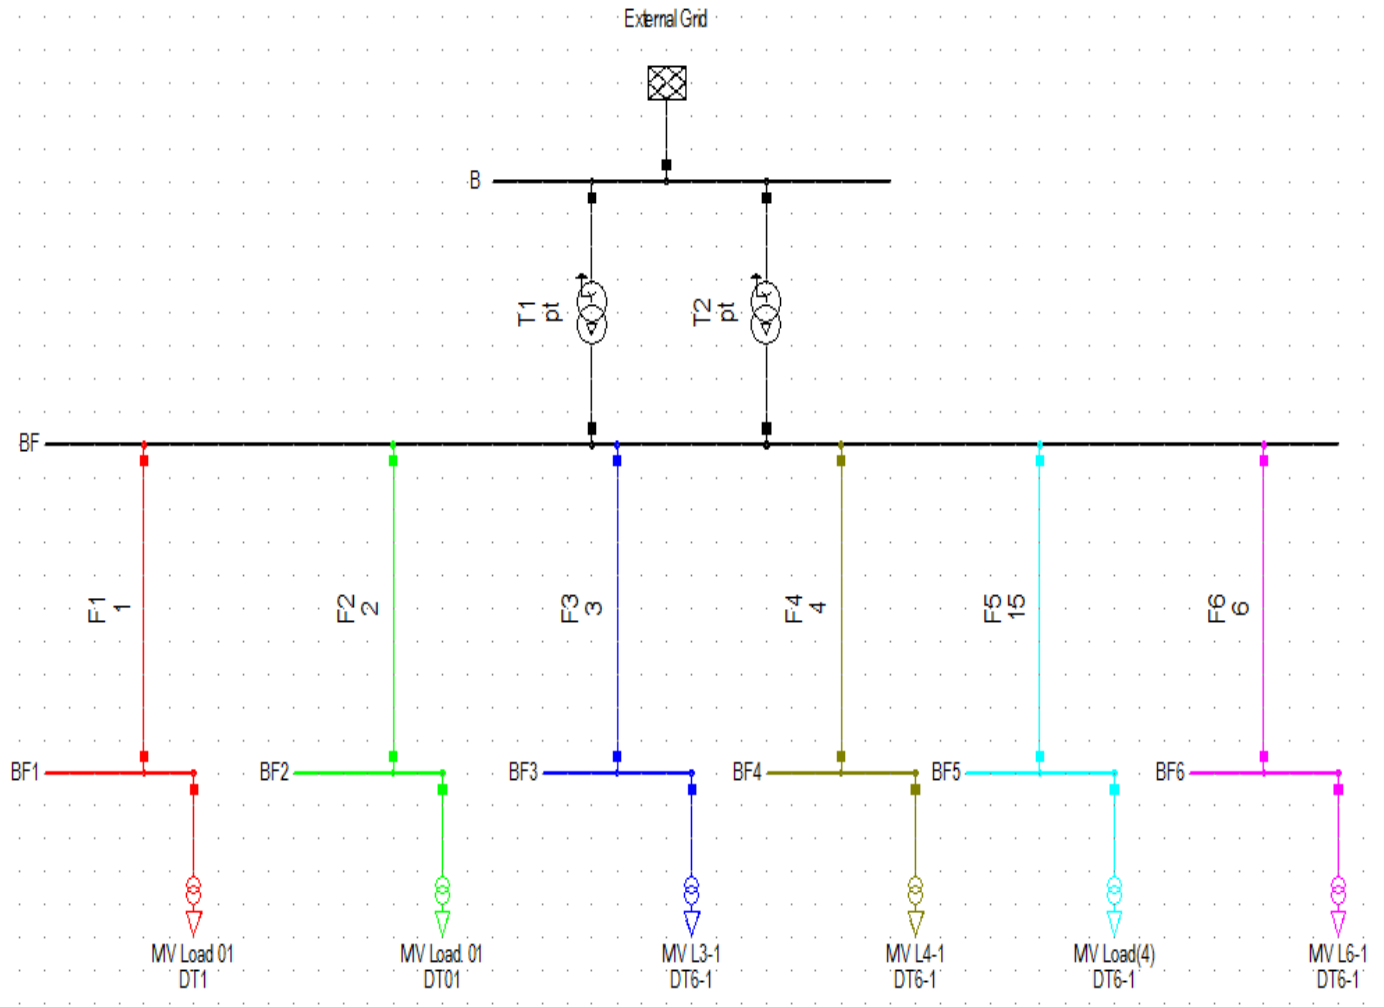 External Grid
B
T1
pt
T2
pt
BF
F1
1
F2
2
F3
3
F4
4
F5
15
F6
6
BF1
BF2
BF3
BF4
BF5
BF6
MV Load 01
DT1
MV Load. 01
DT01
MV L3-1
DT6-1
MV L4-1
DT6-1
MV Load(4)
DT6-1
MV L6-1
DT6-1